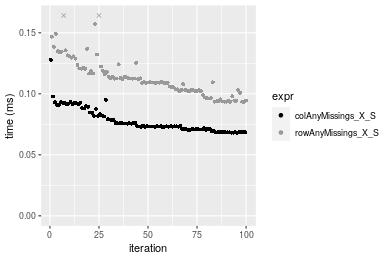 0.15
0.10
0.05
0.00
time (ms)
0
25
50
75
100
iteration
expr
colAnyMissings_X_S
rowAnyMissings_X_S